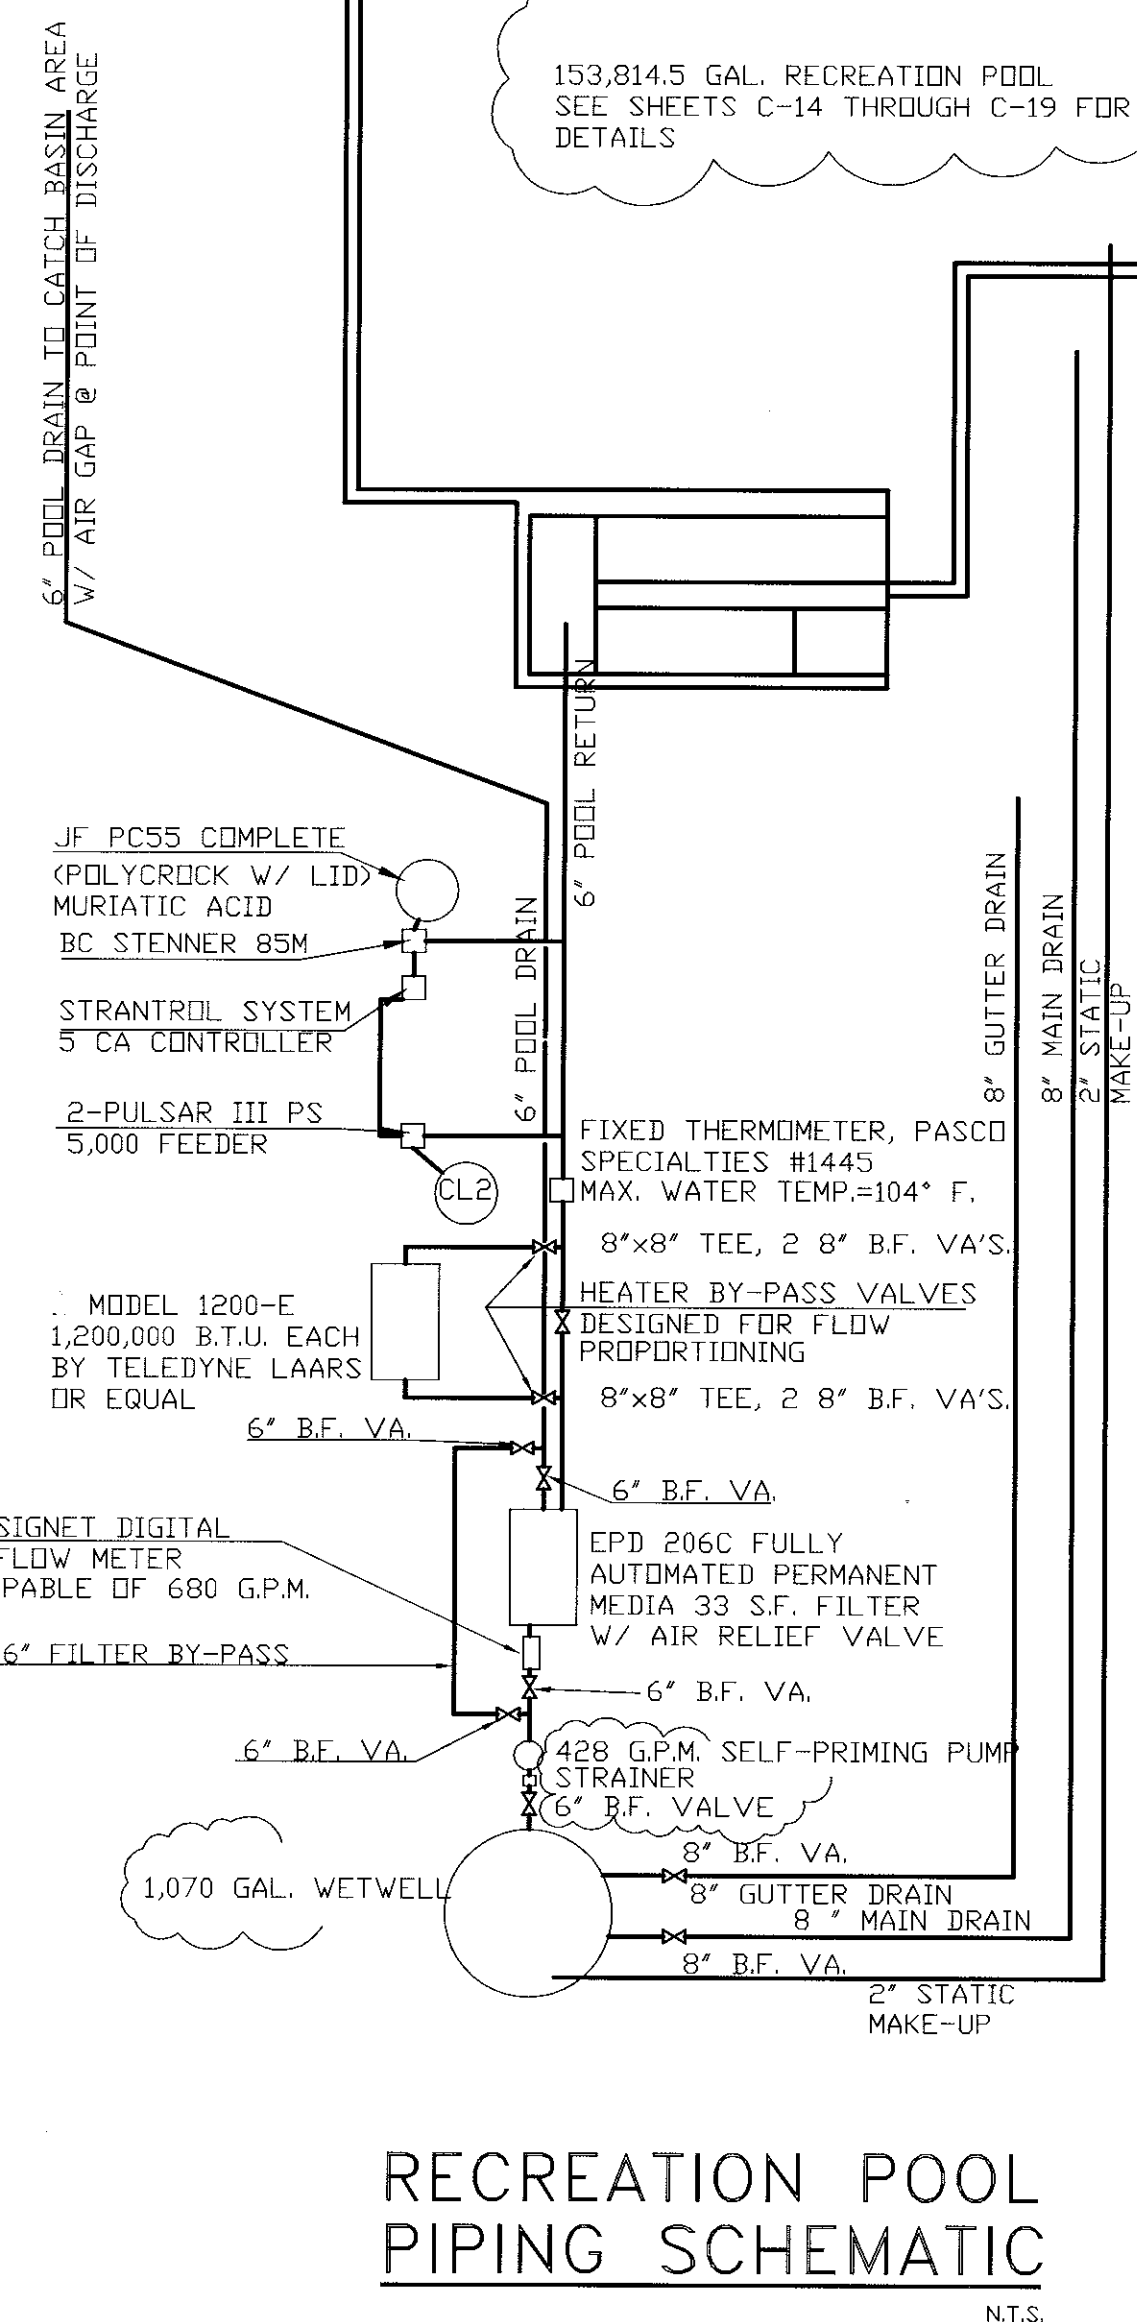 153,814.5 GAL. RECREATION POOL
SEE SHEETS C-14 THROUGH C-19 FOR
DETAILS
6" POOL DRAIN TO CATCH BASIN AREA
W/ AIR GAP @ POINT OF DISCHARGE
6" POOL RETURN
JF PC55 COMPLETE
(POLYCROCK W/ LID)
MURIATIC ACID
BC STENNER 85M
STRANTROL SYSTEM
5 CA CONTROLLER
6" POOL DRAIN
8" GUTTER DRAIN
8" MAIN DRAIN
2" STATIC
MAKE-UP
2-PULSAR III PS
5,000 FEEDER
CL2
FIXED THERMOMETER, PASCO
SPECIALTIES #1445
MAX. WATER TEMP.=104° F.
8"x8" TEE, 2 8" B.F. VA'S.
MODEL 1200-E
1,200,000 B.T.U. EACH
BY TELEDYNE LAARS
OR EQUAL
HEATER BY-PASS VALVES
DESIGNED FOR FLOW
PROPORTIONING
8"x8" TEE, 2 8" B.F. VA'S.
6" B.F. VA.
6" B.F. VA.
SIGNET DIGITAL
FLOW METER
PABLE OF 680 G.P.M.
EPD 206C FULLY
AUTOMATED PERMANENT
MEDIA 33 S.F. FILTER
W/ AIR RELIEF VALVE
6" FILTER BY-PASS
6" B.F. VA.
6" B.F. VA.
428 G.P.M. SELF-PRIMING PUMP
STRAINER
6" B.F. VALVE
1,070 GAL. WETWELL
8" B.F. VA.
8" GUTTER DRAIN
8 " MAIN DRAIN
8" B.F. VA.
2" STATIC
MAKE-UP
RECREATION POOL
PIPING SCHEMATIC
N.T.S.